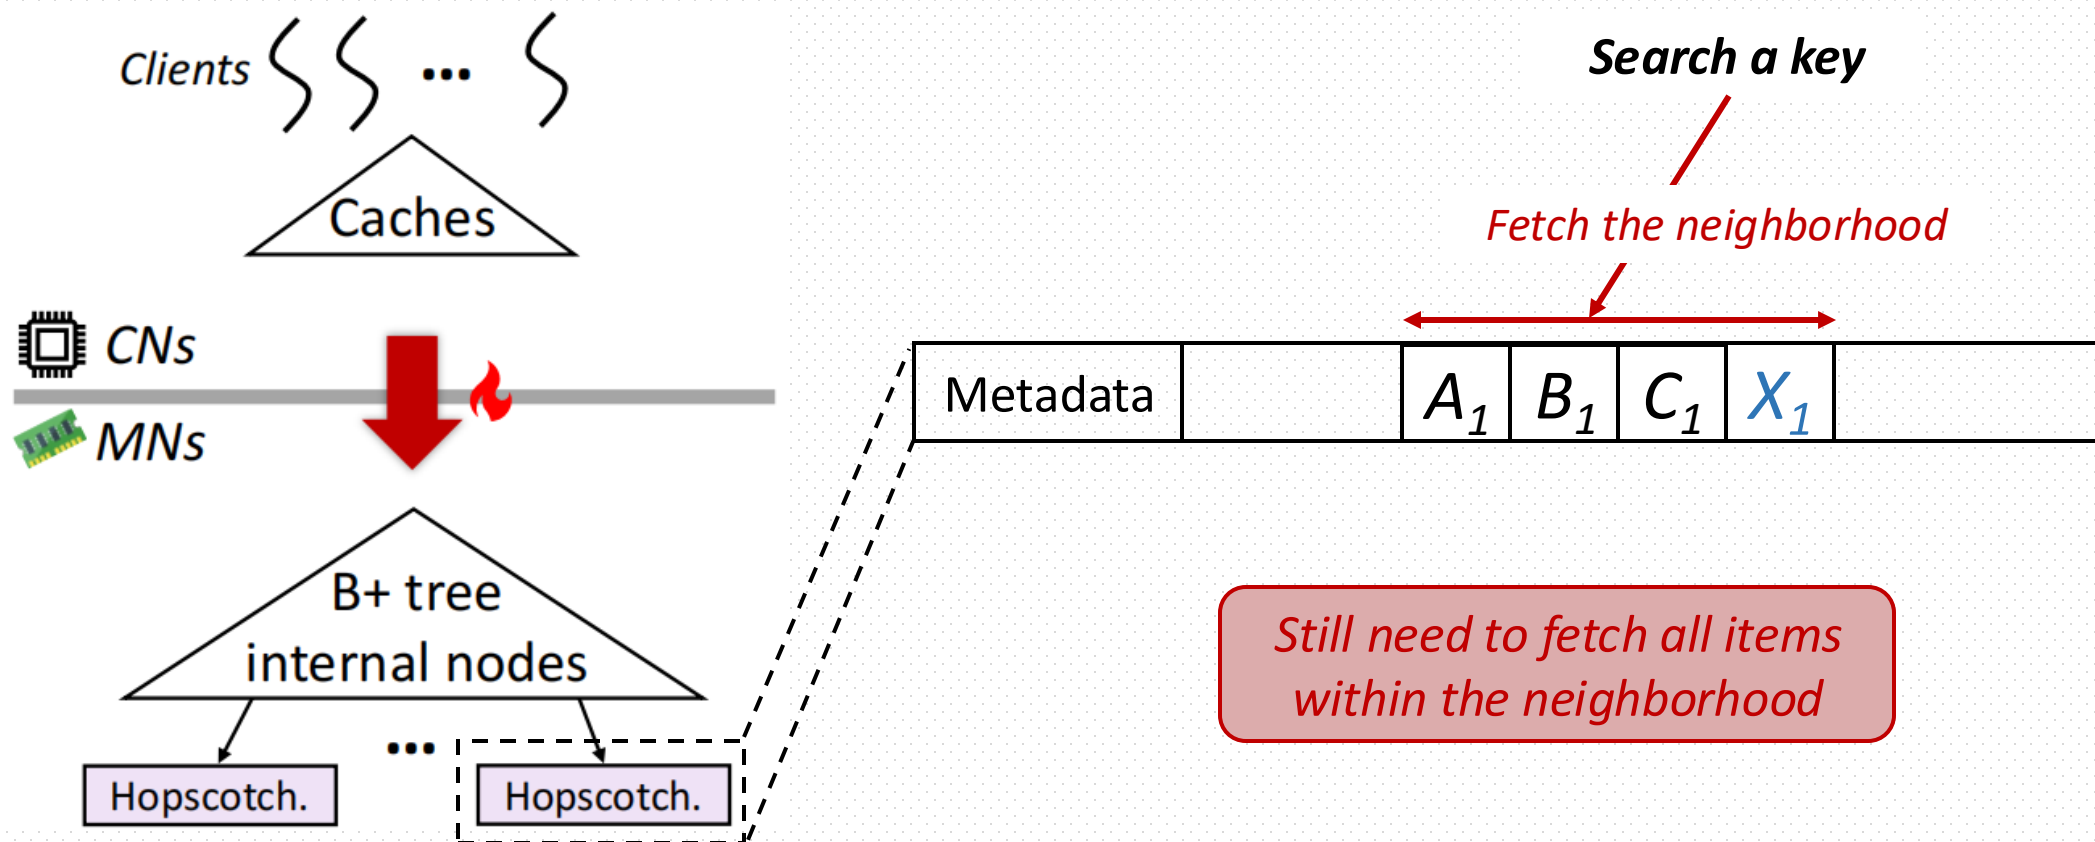 Clients
...
Caches
CNs
MNs
B+ tree
internal nodes
...
Hopscotch.
Hopscotch.
Search a key
Fetch the neighborhood
Metadata
A1
B1
C1
X1
Still need to fetch all items
within the neighborhood